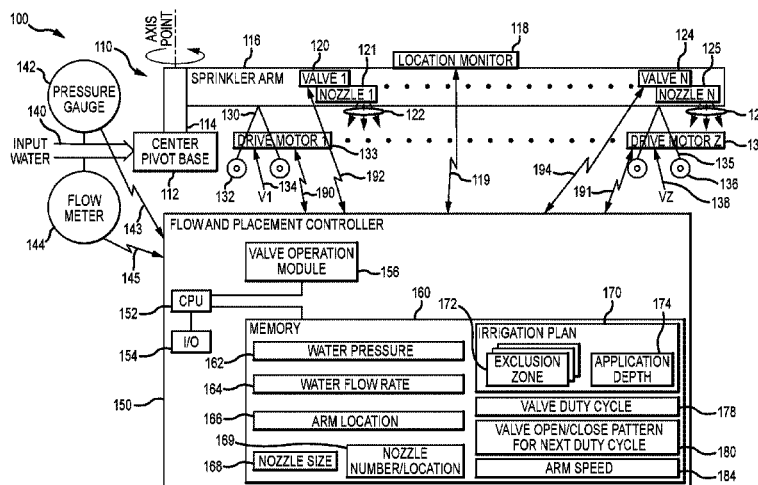 100
142
PRESSURE
GAUGE
140
INPUT
WATER
FLOW
METER
144
143
145
110
AXIS
POINT
116
SPRINKLER ARM
114
CENTER
PIVOT BASE
112
120
121
VALVE 1
NOZZLE 1
122
118
LOCATION MONITOR
124
125
VALVE N
NOZZLE N
130
DRIVE MOTOR 1
133
132
134
V1
190
192
119
194
191
DRIVE MOTOR Z
135
136
138
VZ
FLOW AND PLACEMENT CONTROLLER
VALVE OPERATION
MODULE
156
152
CPU
154
I/O
150
160
MEMORY
162
WATER PRESSURE
164
WATER FLOW RATE
166
ARM LOCATION
169
168
NOZZLE SIZE
NOZZLE
NUMBER/LOCATION
172
170
174
IRRIGATION PLAN
EXCLUSION
ZONE
APPLICATION
DEPTH
VALVE DUTY CYCLE
178
VALVE OPEN/CLOSE PATTERN
FOR NEXT DUTY CYCLE
180
ARM SPEED
184